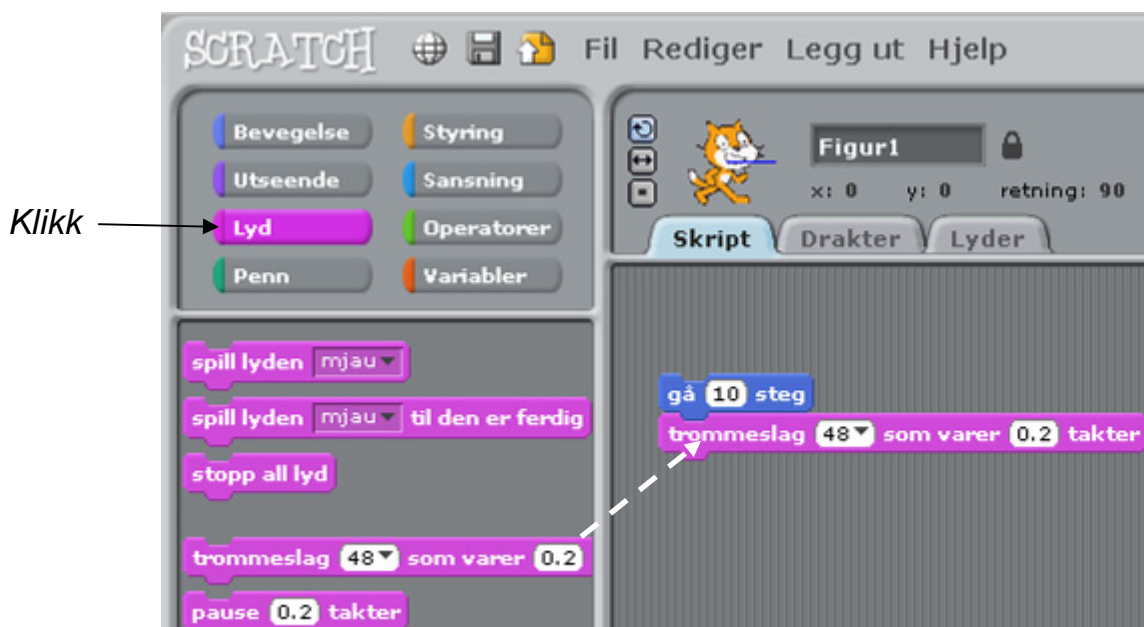 SCRATCH Fil Rediger Legg ut Hjelp
Klikk
Bevegelse Styring
Utseende Sansning
Lyd Operatorer
Penn Variabler
Figur1
x: 0 y: 0 retning: 90
Skript Drakter Lyder
spill lyden mjau
spill lyden mjau til den er ferdig
stopp all lyd
trommeslag 48 som varer 0.2
pause 0.2 takter
gå 10 steg
trommeslag 48 som varer 0.2 takter